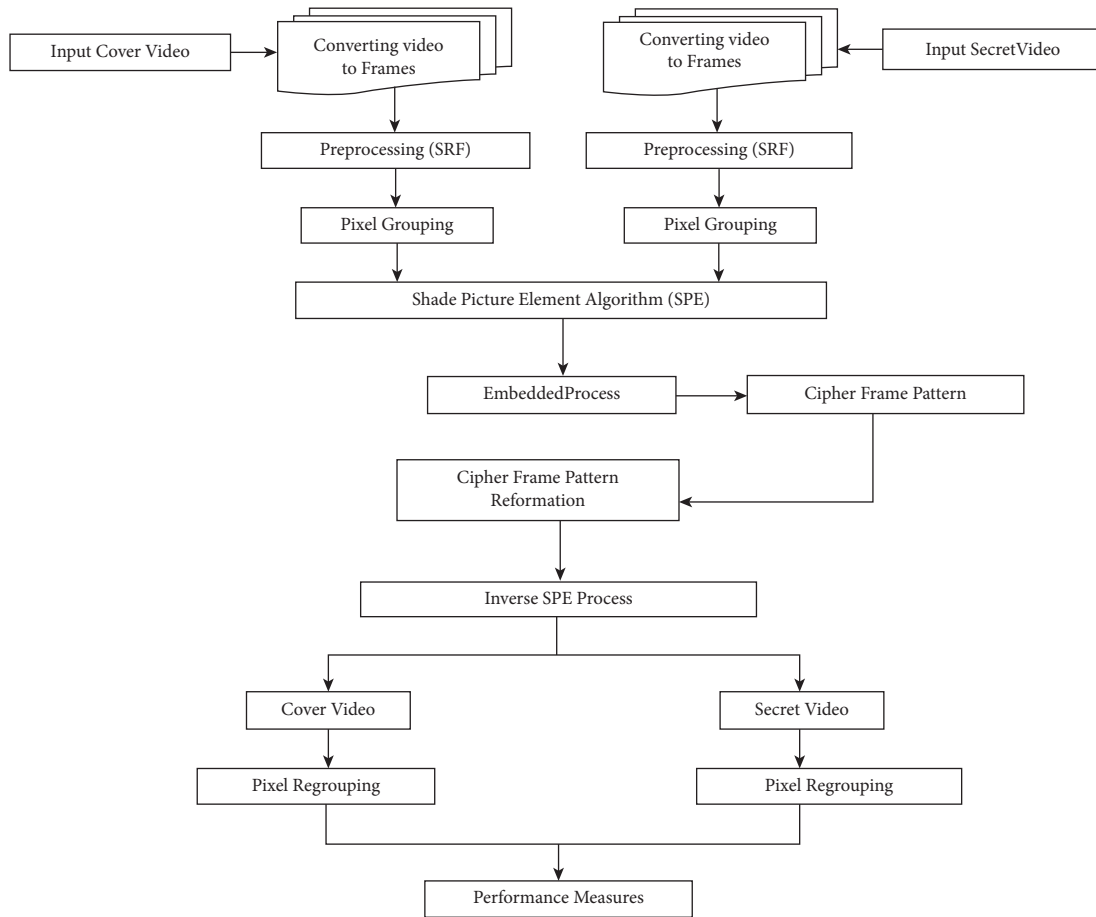 Input Cover Video
Converting video
to Frames
Converting video
to Frames
Input SecretVideo
Preprocessing (SRF)
Preprocessing (SRF)
Pixel Grouping
Pixel Grouping
Shade Picture Element Algorithm (SPE)
EmbeddedProcess
Cipher Frame Pattern
Cipher Frame Pattern
Reformation
Inverse SPE Process
Cover Video
Secret Video
Pixel Regrouping
Pixel Regrouping
Performance Measures